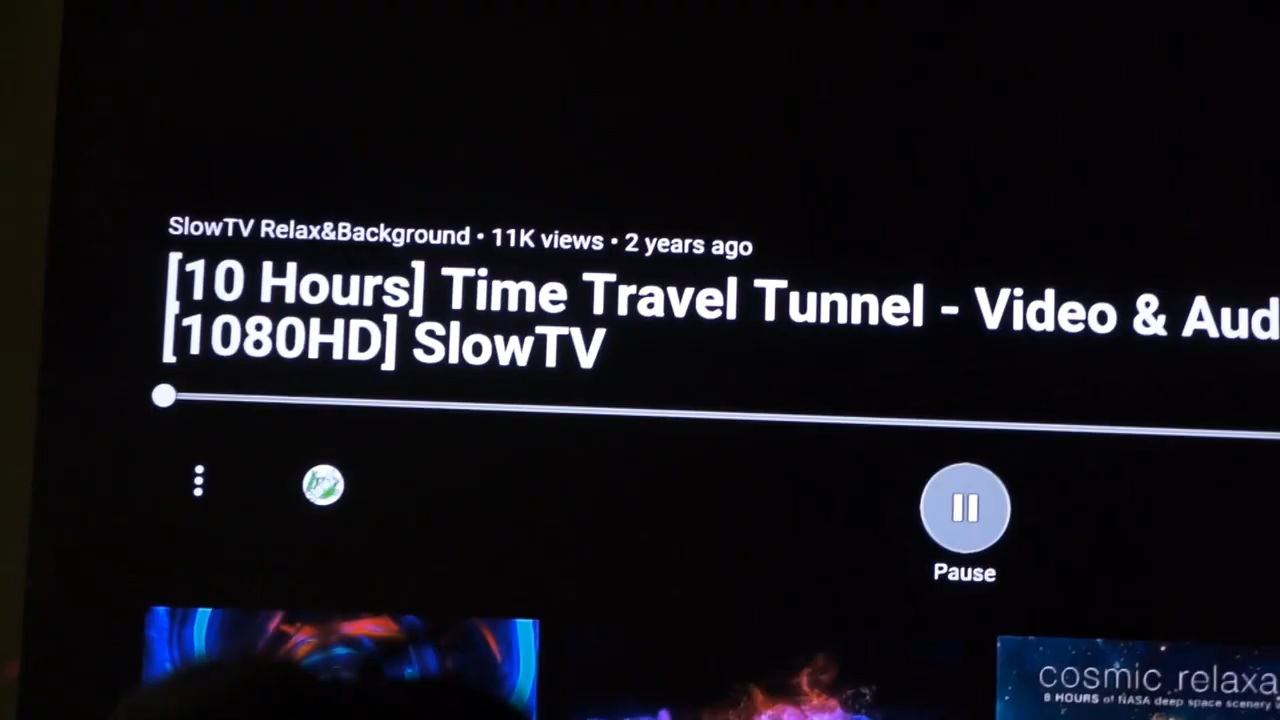 SlowTV Relax&Background • 11K views • 2 years ago
[10 Hours] Time Travel Tunnel - Video & Aud
[1080HD] SlowTV
Pause
cosmic relaxa
8 HOURS of NASA deep space scenery